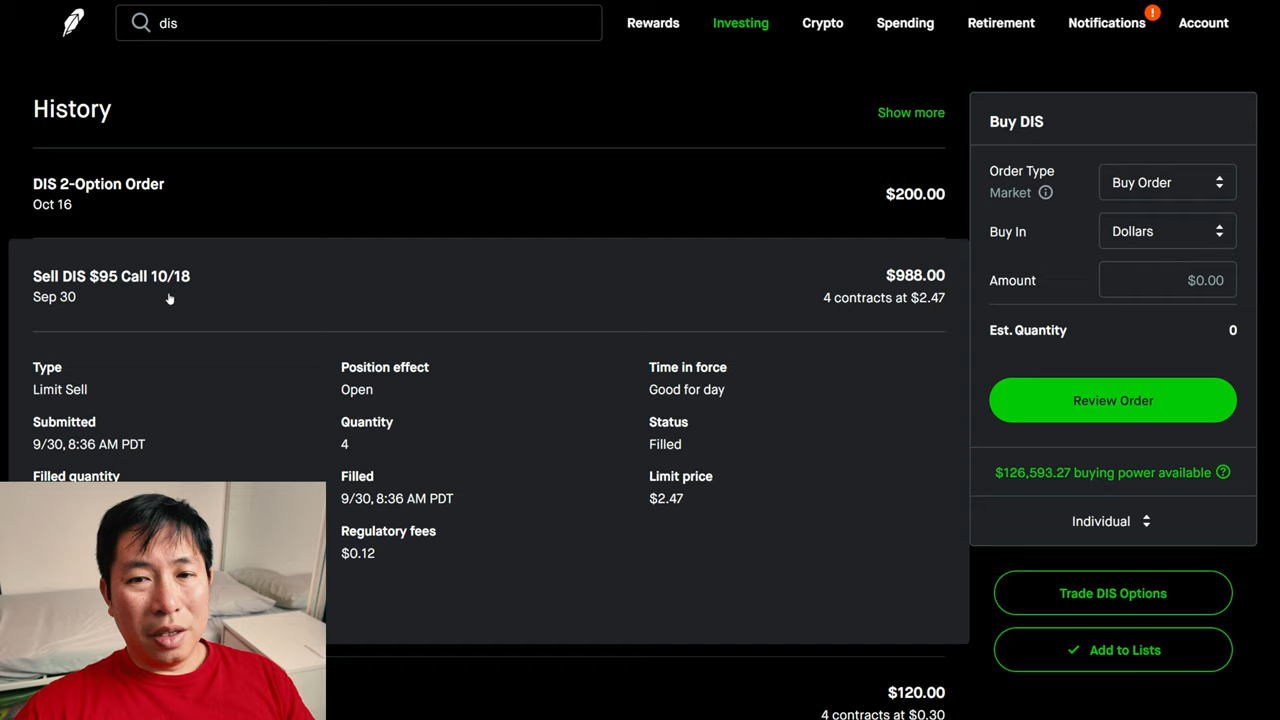 dis
Rewards
Investing
Crypto
Spending
Retirement
Notifications
!
Account
History
Show more
DIS 2-Option Order
Oct 16
$200.00
Sell DIS $95 Call 10/18
Sep 30
$988.00
4 contracts at $2.47
Type
Limit Sell
Position effect
Open
Time in force
Good for day
Submitted
9/30, 8:36 AM PDT
Quantity
4
Status
Filled
Filled quantity
Filled
9/30, 8:36 AM PDT
Limit price
$2.47
Regulatory fees
$0.12
$120.00
4 contracts at $0.30
Buy DIS
Order Type
Market
Buy Order
Buy In
Dollars
Amount
$0.00
Est. Quantity
0
Review Order
$126,593.27 buying power available
Individual
Trade DIS Options
Add to Lists